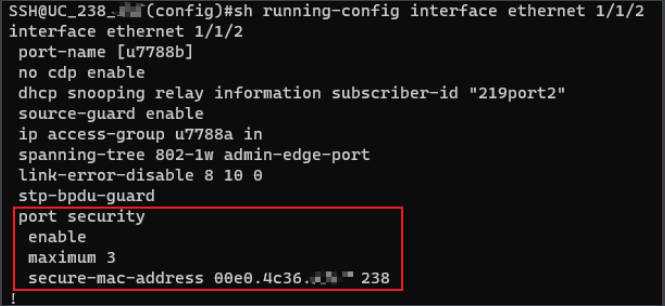 SSH@UC_238_ (config)#sh running-config interface ethernet 1/1/2
interface ethernet 1/1/2
port-name [u7788b]
no cdp enable
dhcp snooping relay information subscriber-id "219port2"
source-guard enable
ip access-group u7788a in
spanning-tree 802-1w admin-edge-port
link-error-disable 8 10 0
stp-bpdu-guard
port security
enable
maximum 3
secure-mac-address 00e0.4c36. 238
!